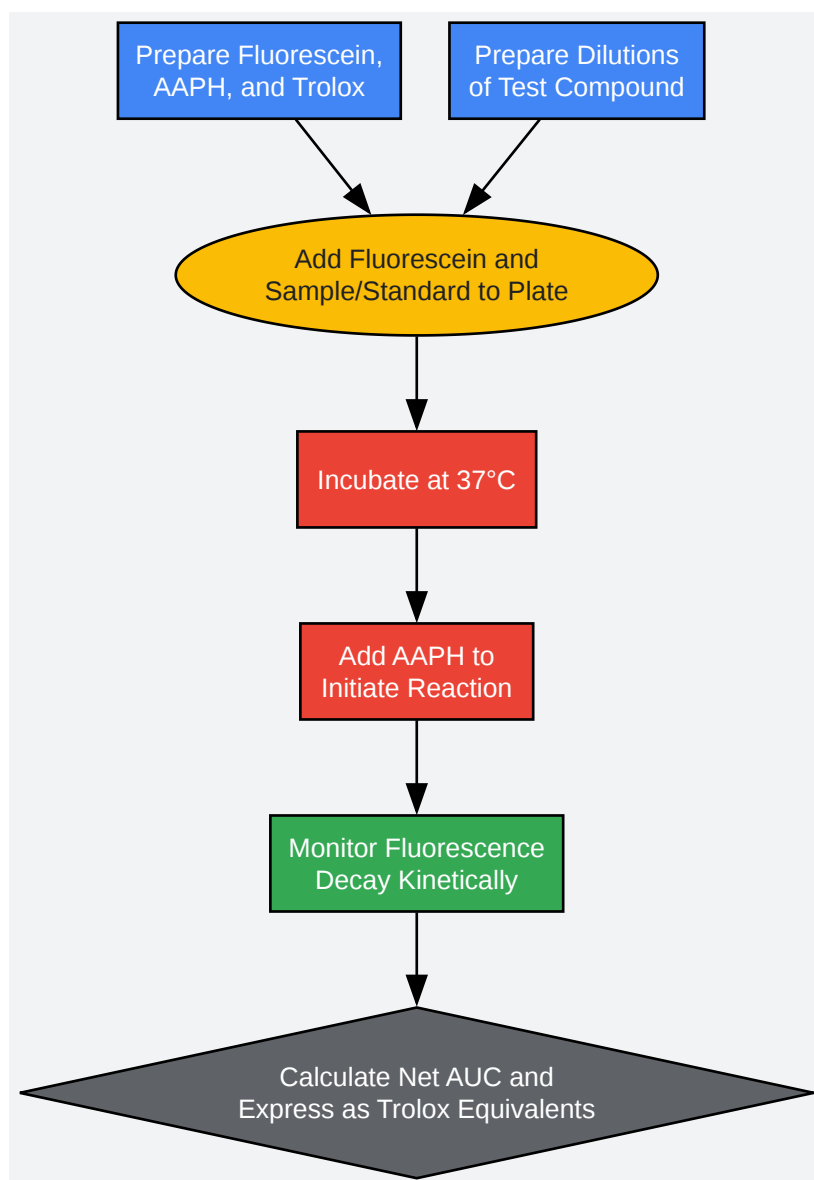 Prepare Fluorescein,
AAPH, and Trolox
Prepare Dilutions
of Test Compound
Add Fluorescein and
Sample/Standard to Plate
Incubate at 37°C
Add AAPH to
Initiate Reaction
Monitor Fluorescence
Decay Kinetically
Calculate Net AUC and
Express as Trolox Equivalents